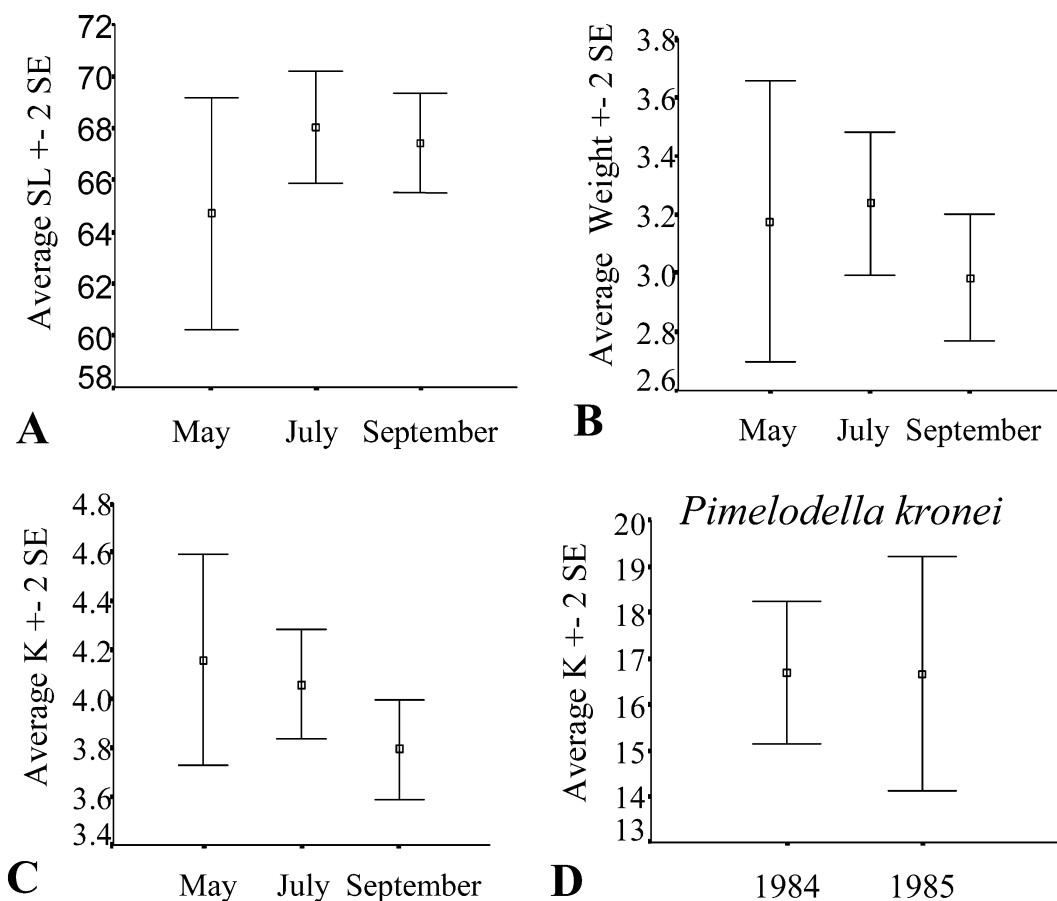 Average SL +- 2 SE
72
70
68
66
64
62
60
58
May July September
A
Average Weight +- 2 SE
3.8
3.6
3.4
3.2
3.0
2.8
2.6
May July September
B
Average K +- 2 SE
4.8
4.6
4.4
4.2
4.0
3.8
3.6
3.4
May July September
C
Pimelodella kronei
Average K +- 2 SE
20
19
18
17
16
15
14
13
1984 1985
D